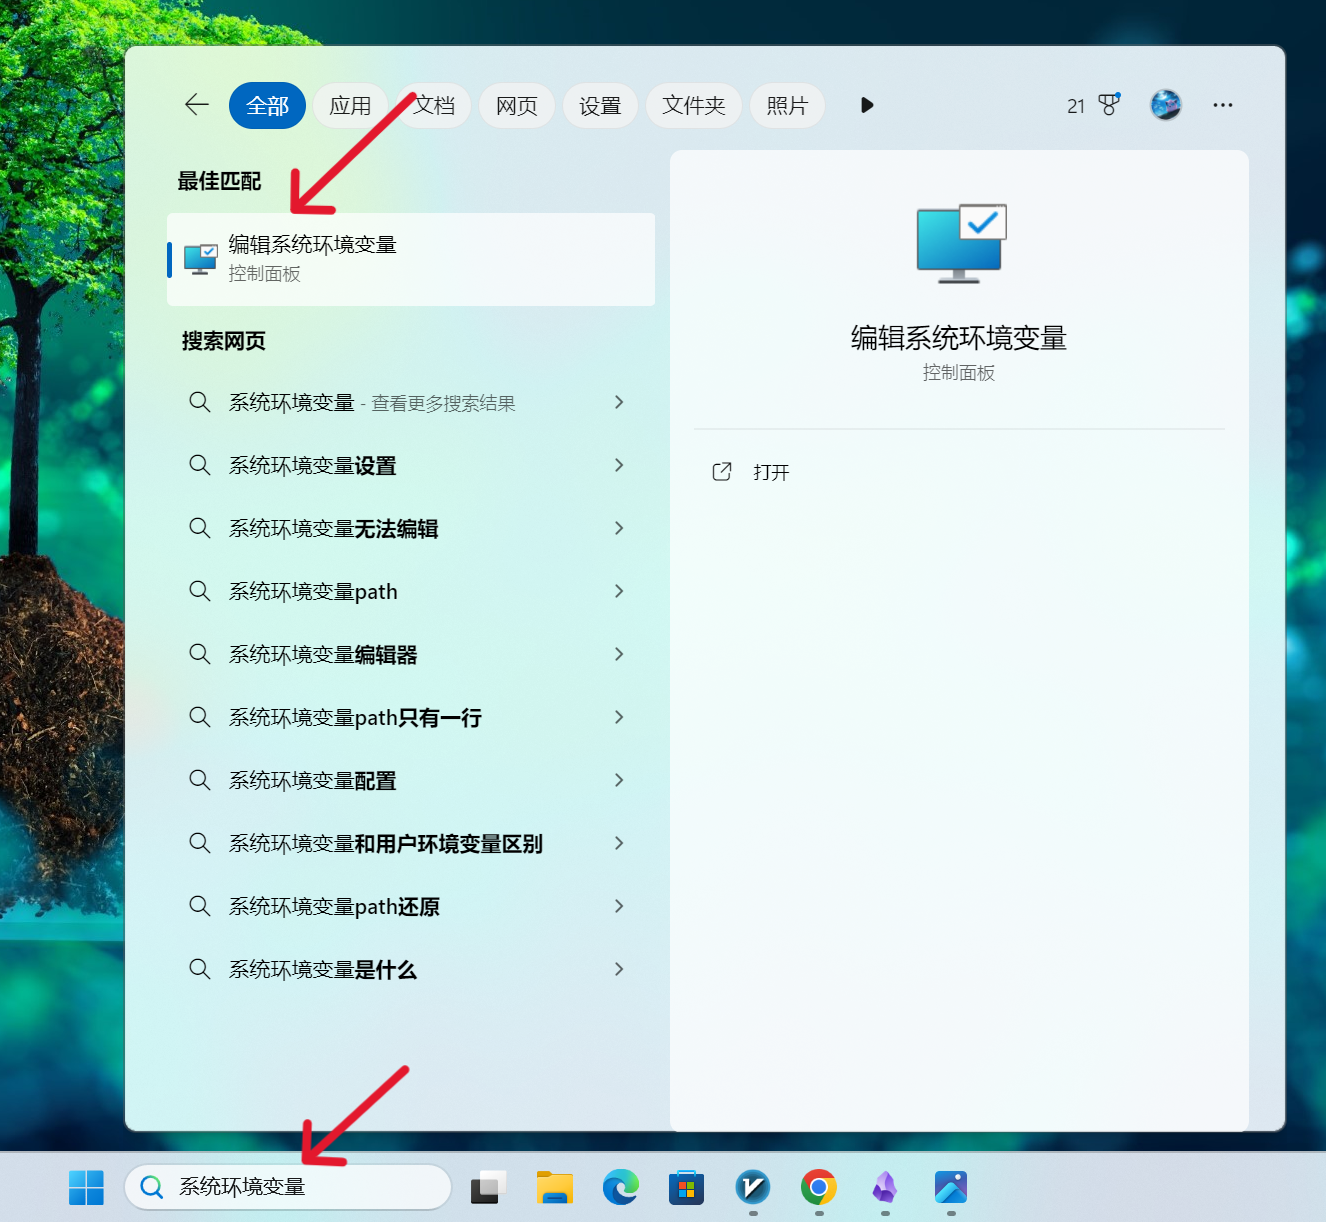 全部 应用 文档 网页 设置 文件夹 照片 21
最佳匹配
编辑系统环境变量
控制面板
搜索网页
系统环境变量 - 查看更多搜索结果
系统环境变量设置
系统环境变量无法编辑
系统环境变量path
系统环境变量编辑器
系统环境变量path只有一行
系统环境变量配置
系统环境变量和用户环境变量区别
系统环境变量path还原
系统环境变量是什么
编辑系统环境变量
控制面板
打开
系统环境变量